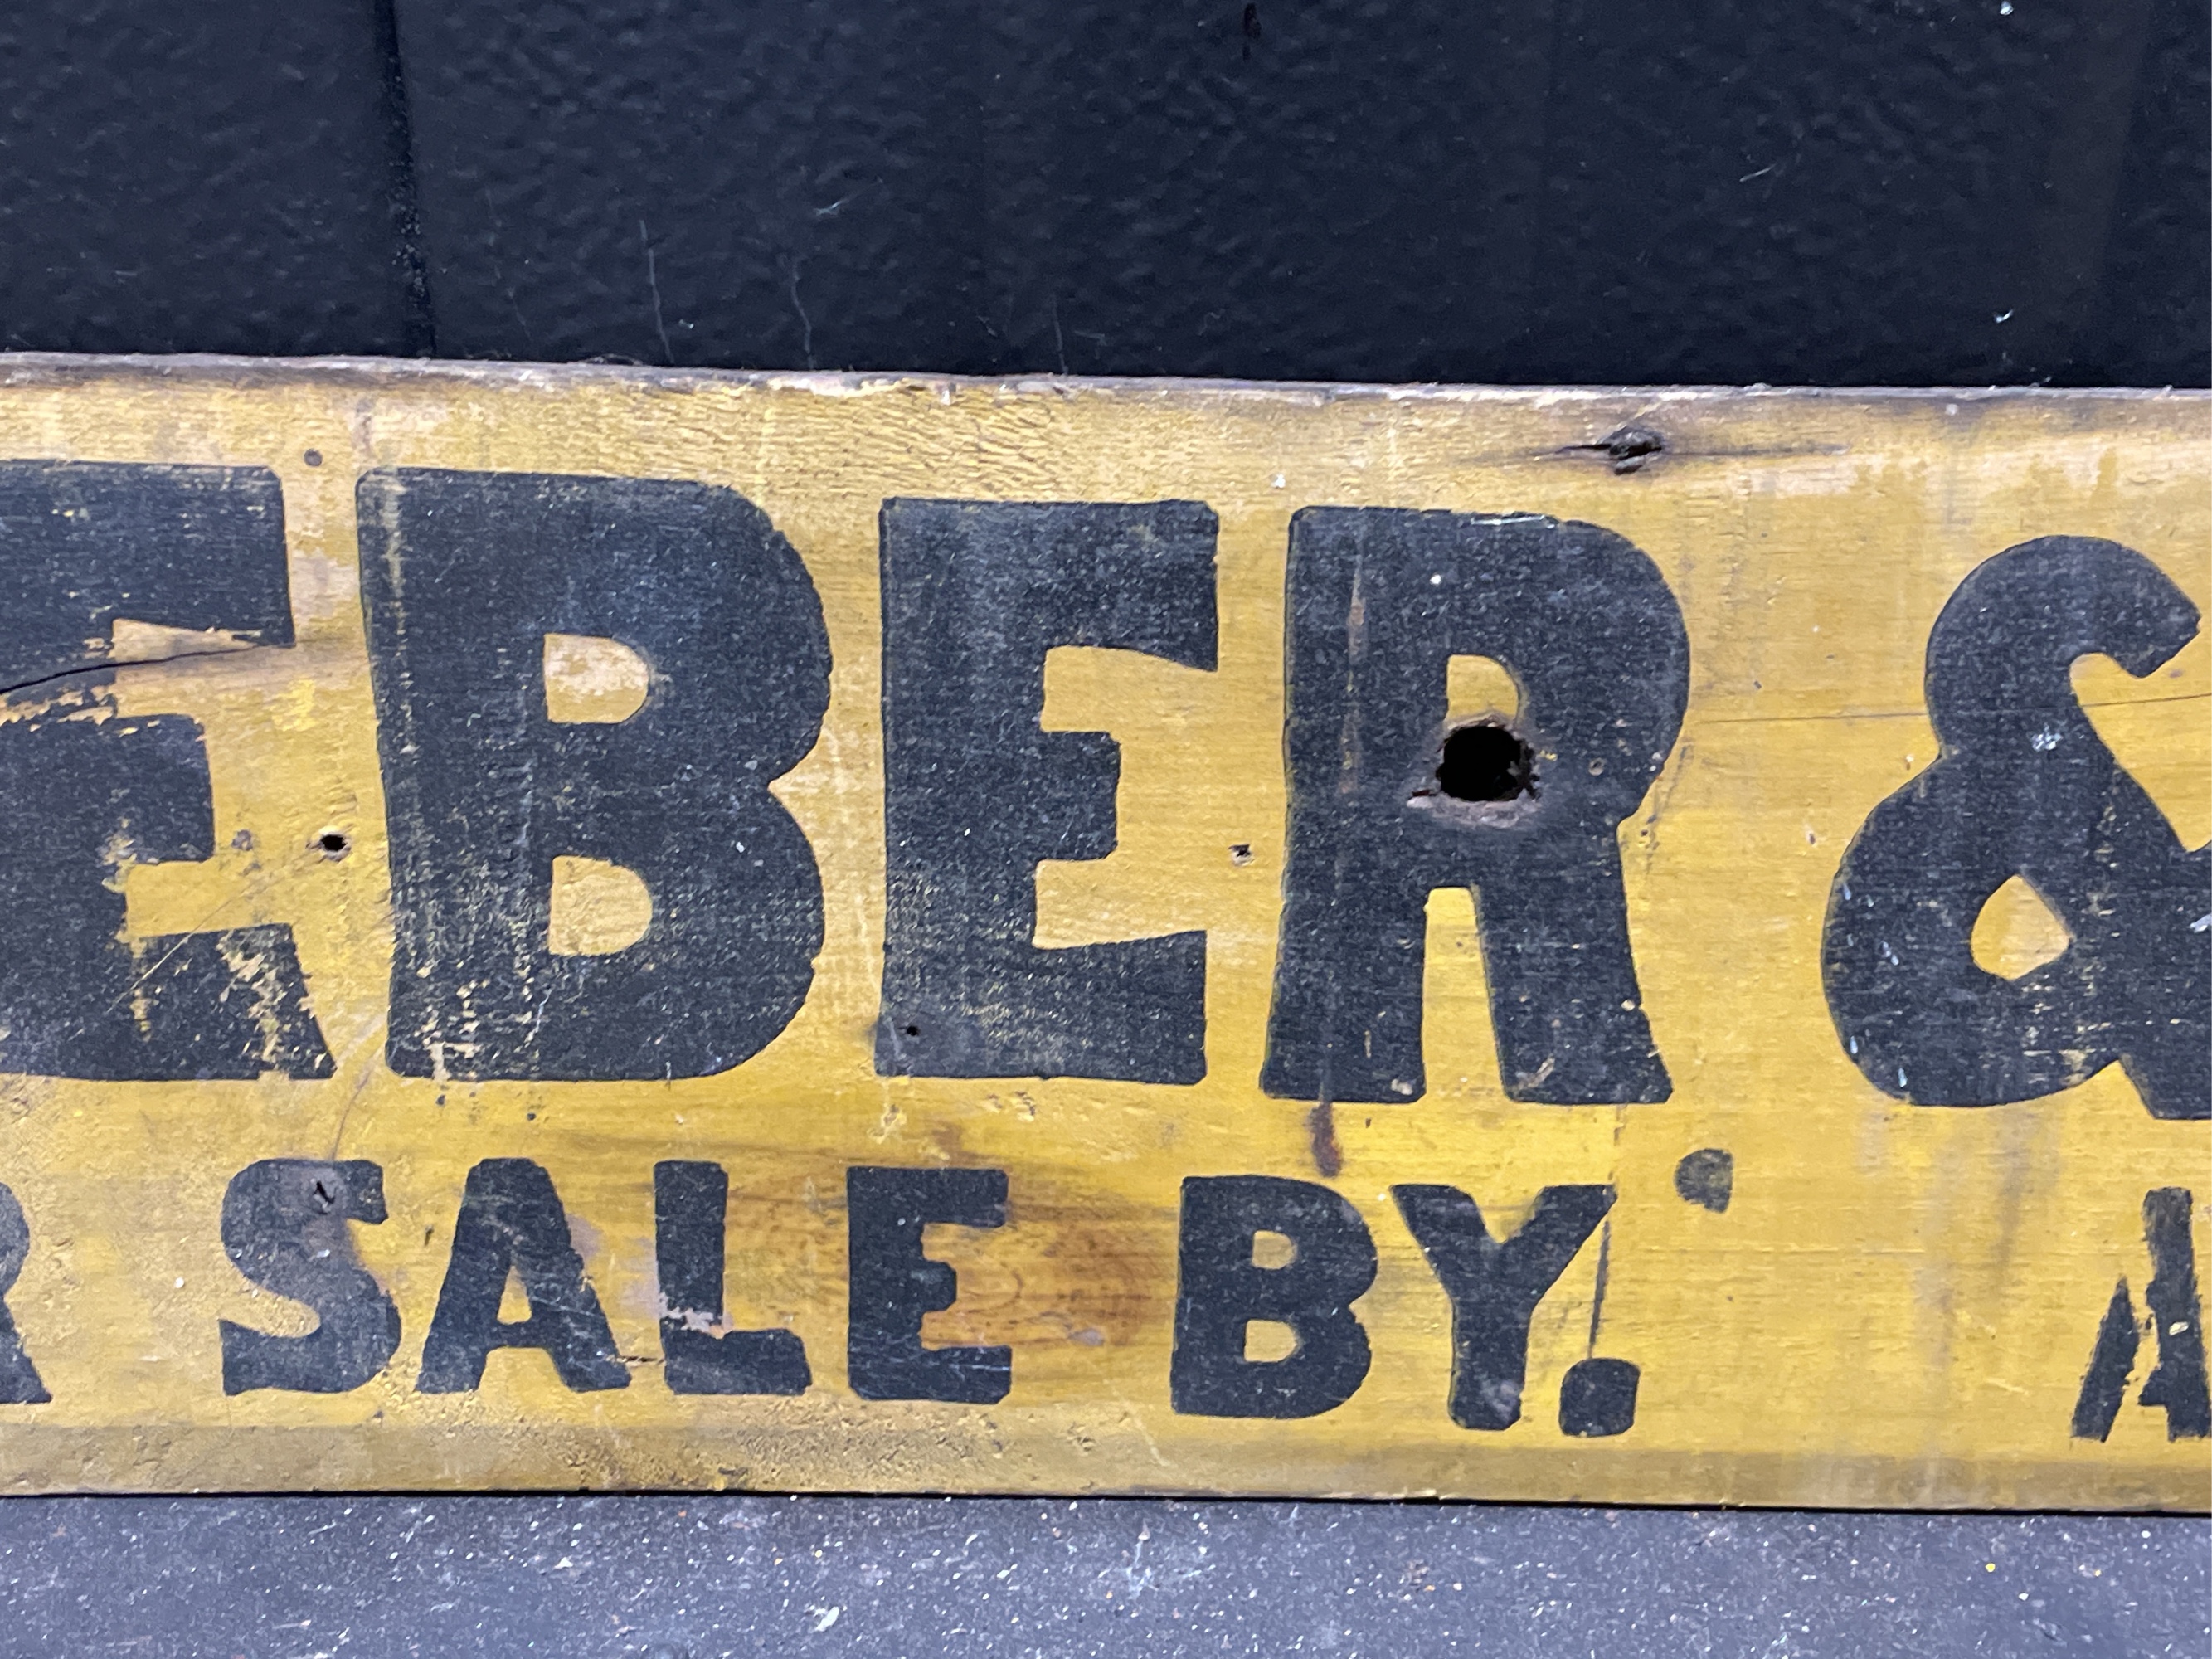 EBER &
R SALE BY. A